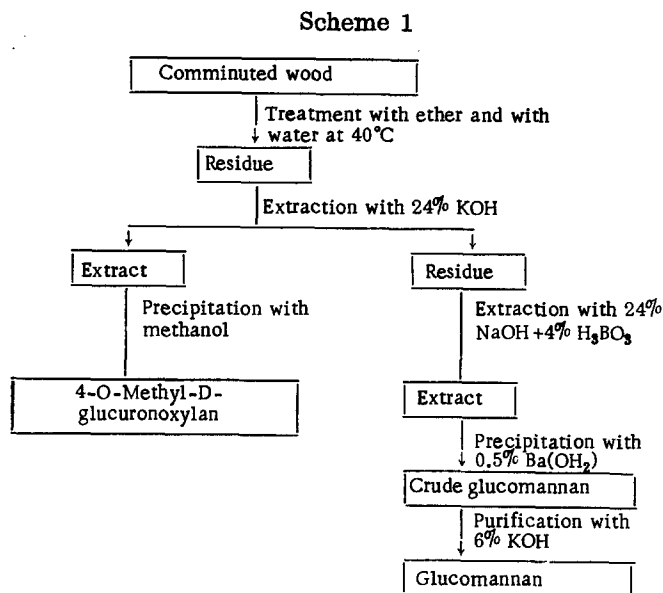 Scheme 1
Comminuted wood
Treatment with ether and with
water at 40°C
Residue
Extraction with 24% KOH
Extract
Precipitation with
methanol
4-O-Methyl-D-
glucuronoxylan
Residue
Extraction with 24%
NaOH+4% H₃BO₃
Extract
Precipitation with
0.5% Ba(OH₂)
Crude glucomannan
Purification with
6% KOH
Glucomannan